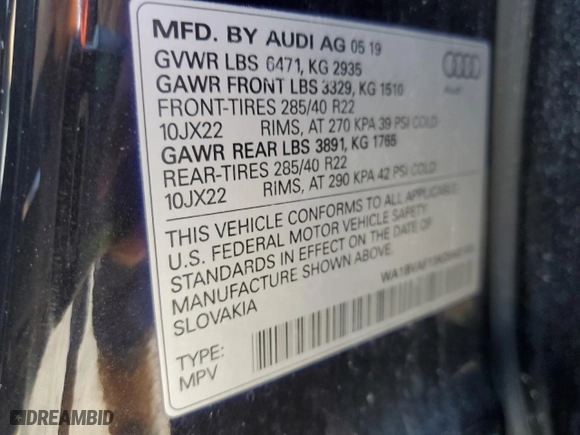 MFD. BY AUDI AG 05 19
GVWR LBS 6471, KG 2935
GAWR FRONT LBS 3329, KG 1510
FRONT-TIRES 285/40 R22
10JX22 RIMS, AT 270 KPA 39 PSI COLD
GAWR REAR LBS 3891, KG 1765
REAR-TIRES 285/40 R22
10JX22 RIMS, AT 290 KPA 42 PSI COLD
THIS VEHICLE CONFORMS TO ALL APPLICABLE
U.S. FEDERAL MOTOR VEHICLE SAFETY
STANDARDS IN EFFECT ON THE DATE OF
MANUFACTURE SHOWN ABOVE.
SLOVAKIA
TYPE:
MPV
Audi
DREAMBID